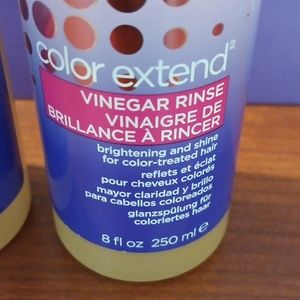 color extend™
VINEGAR RINSE
VINAIGRE DE
BRILLANCE À RINCER
brightening and shine
for color-treated hair
reflets et éclat
pour cheveux colorés
mayor claridad y brillo
para cabellos coloreados
glanzspülung für
coloriertes haar
8 fl oz 250 ml e